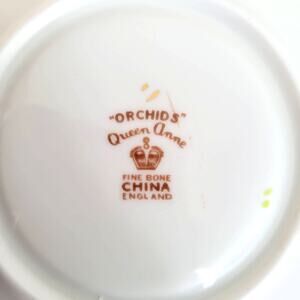 "ORCHIDS"
Queen Anne
FINE BONE
CHINA
ENGLAND